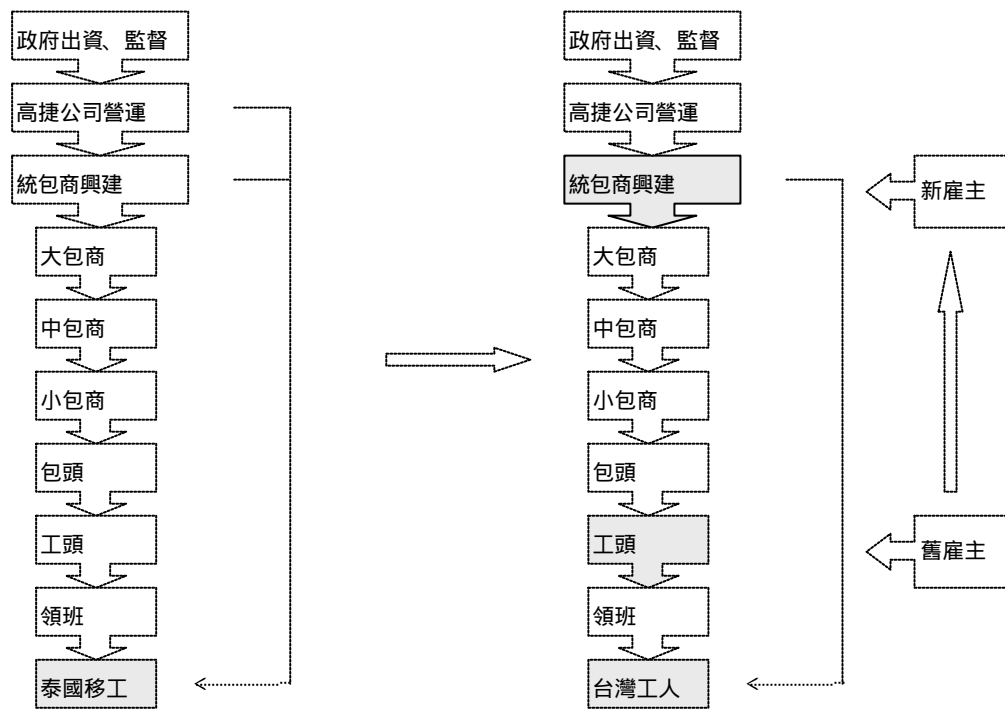 政府出資、監督
高捷公司營運
統包商興建
大包商
中包商
小包商
包頭
工頭
領班
泰國移工
政府出資、監督
高捷公司營運
統包商興建
大包商
中包商
小包商
包頭
工頭
領班
台灣工人
新雇主
舊雇主